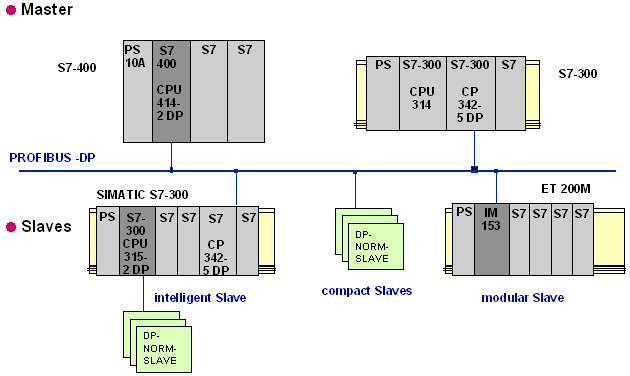 Master
S7-400
PS
10A
S7
400
CPU
414-
2 DP
S7
S7
PS
S7-300
CPU
314
S7-300
CP
342-
5 DP
S7
S7-300
PROFIBUS -DP
SIMATIC S7-300
ET 200M
Slaves
PS
S7-
300
CPU
315-
2 DP
S7
S7
S7
CP
342-
5 DP
S7
DP-
NORM-
SLAVE
PS
IM
153
S7
S7
S7
S7
intelligent Slave
compact Slaves
modular Slave
DP-
NORM-
SLAVE